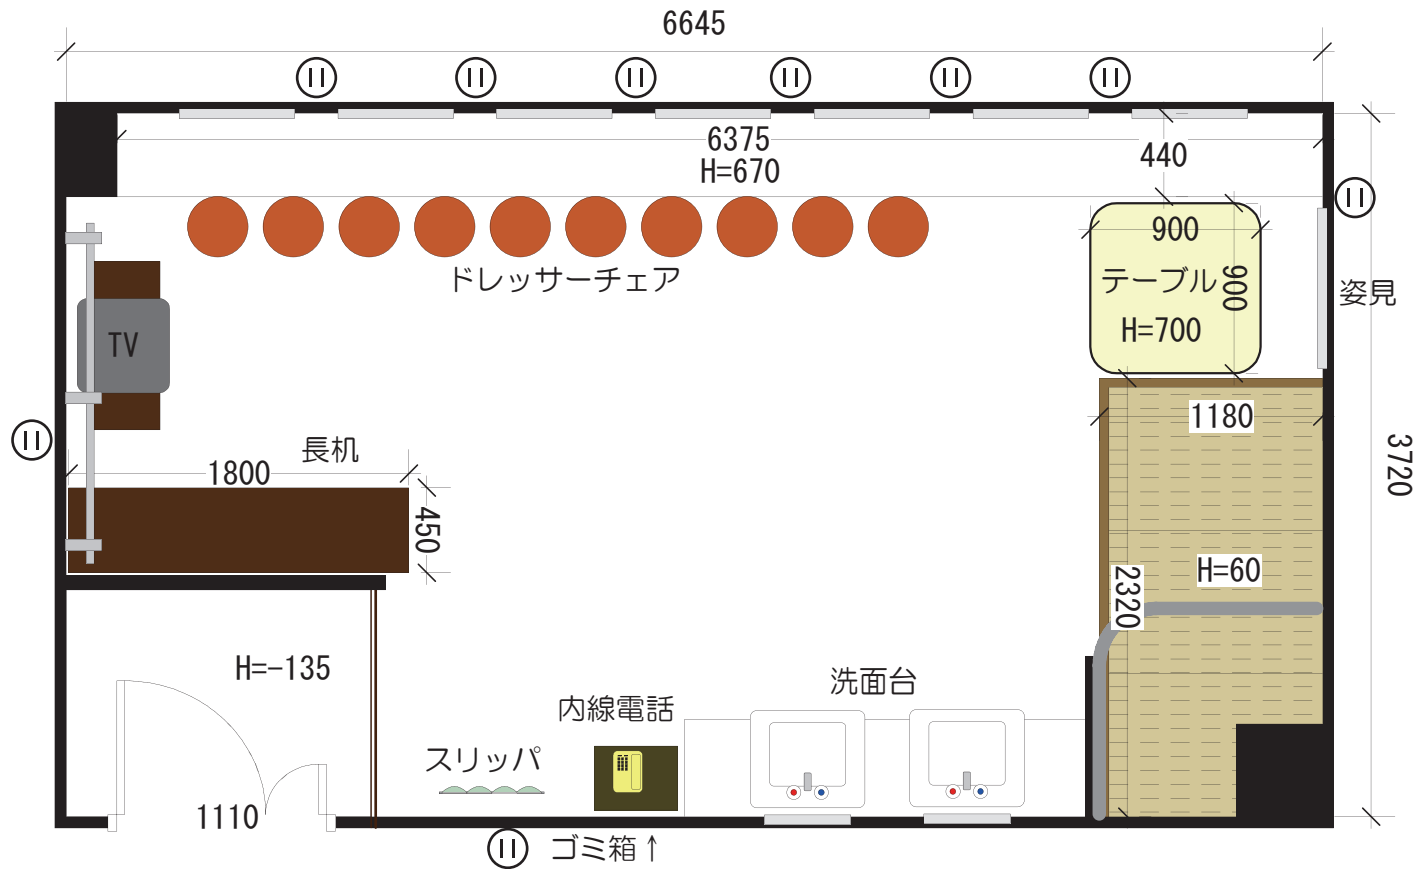 6645
6375
H=670
440
900
ドレッサーチェア
テーブル
900
姿見
H=700
TV
1180
長机
1800
3720
450
H=60
2320
H=-135
洗面台
内線電話
スリッパ
1110
ゴミ箱↑